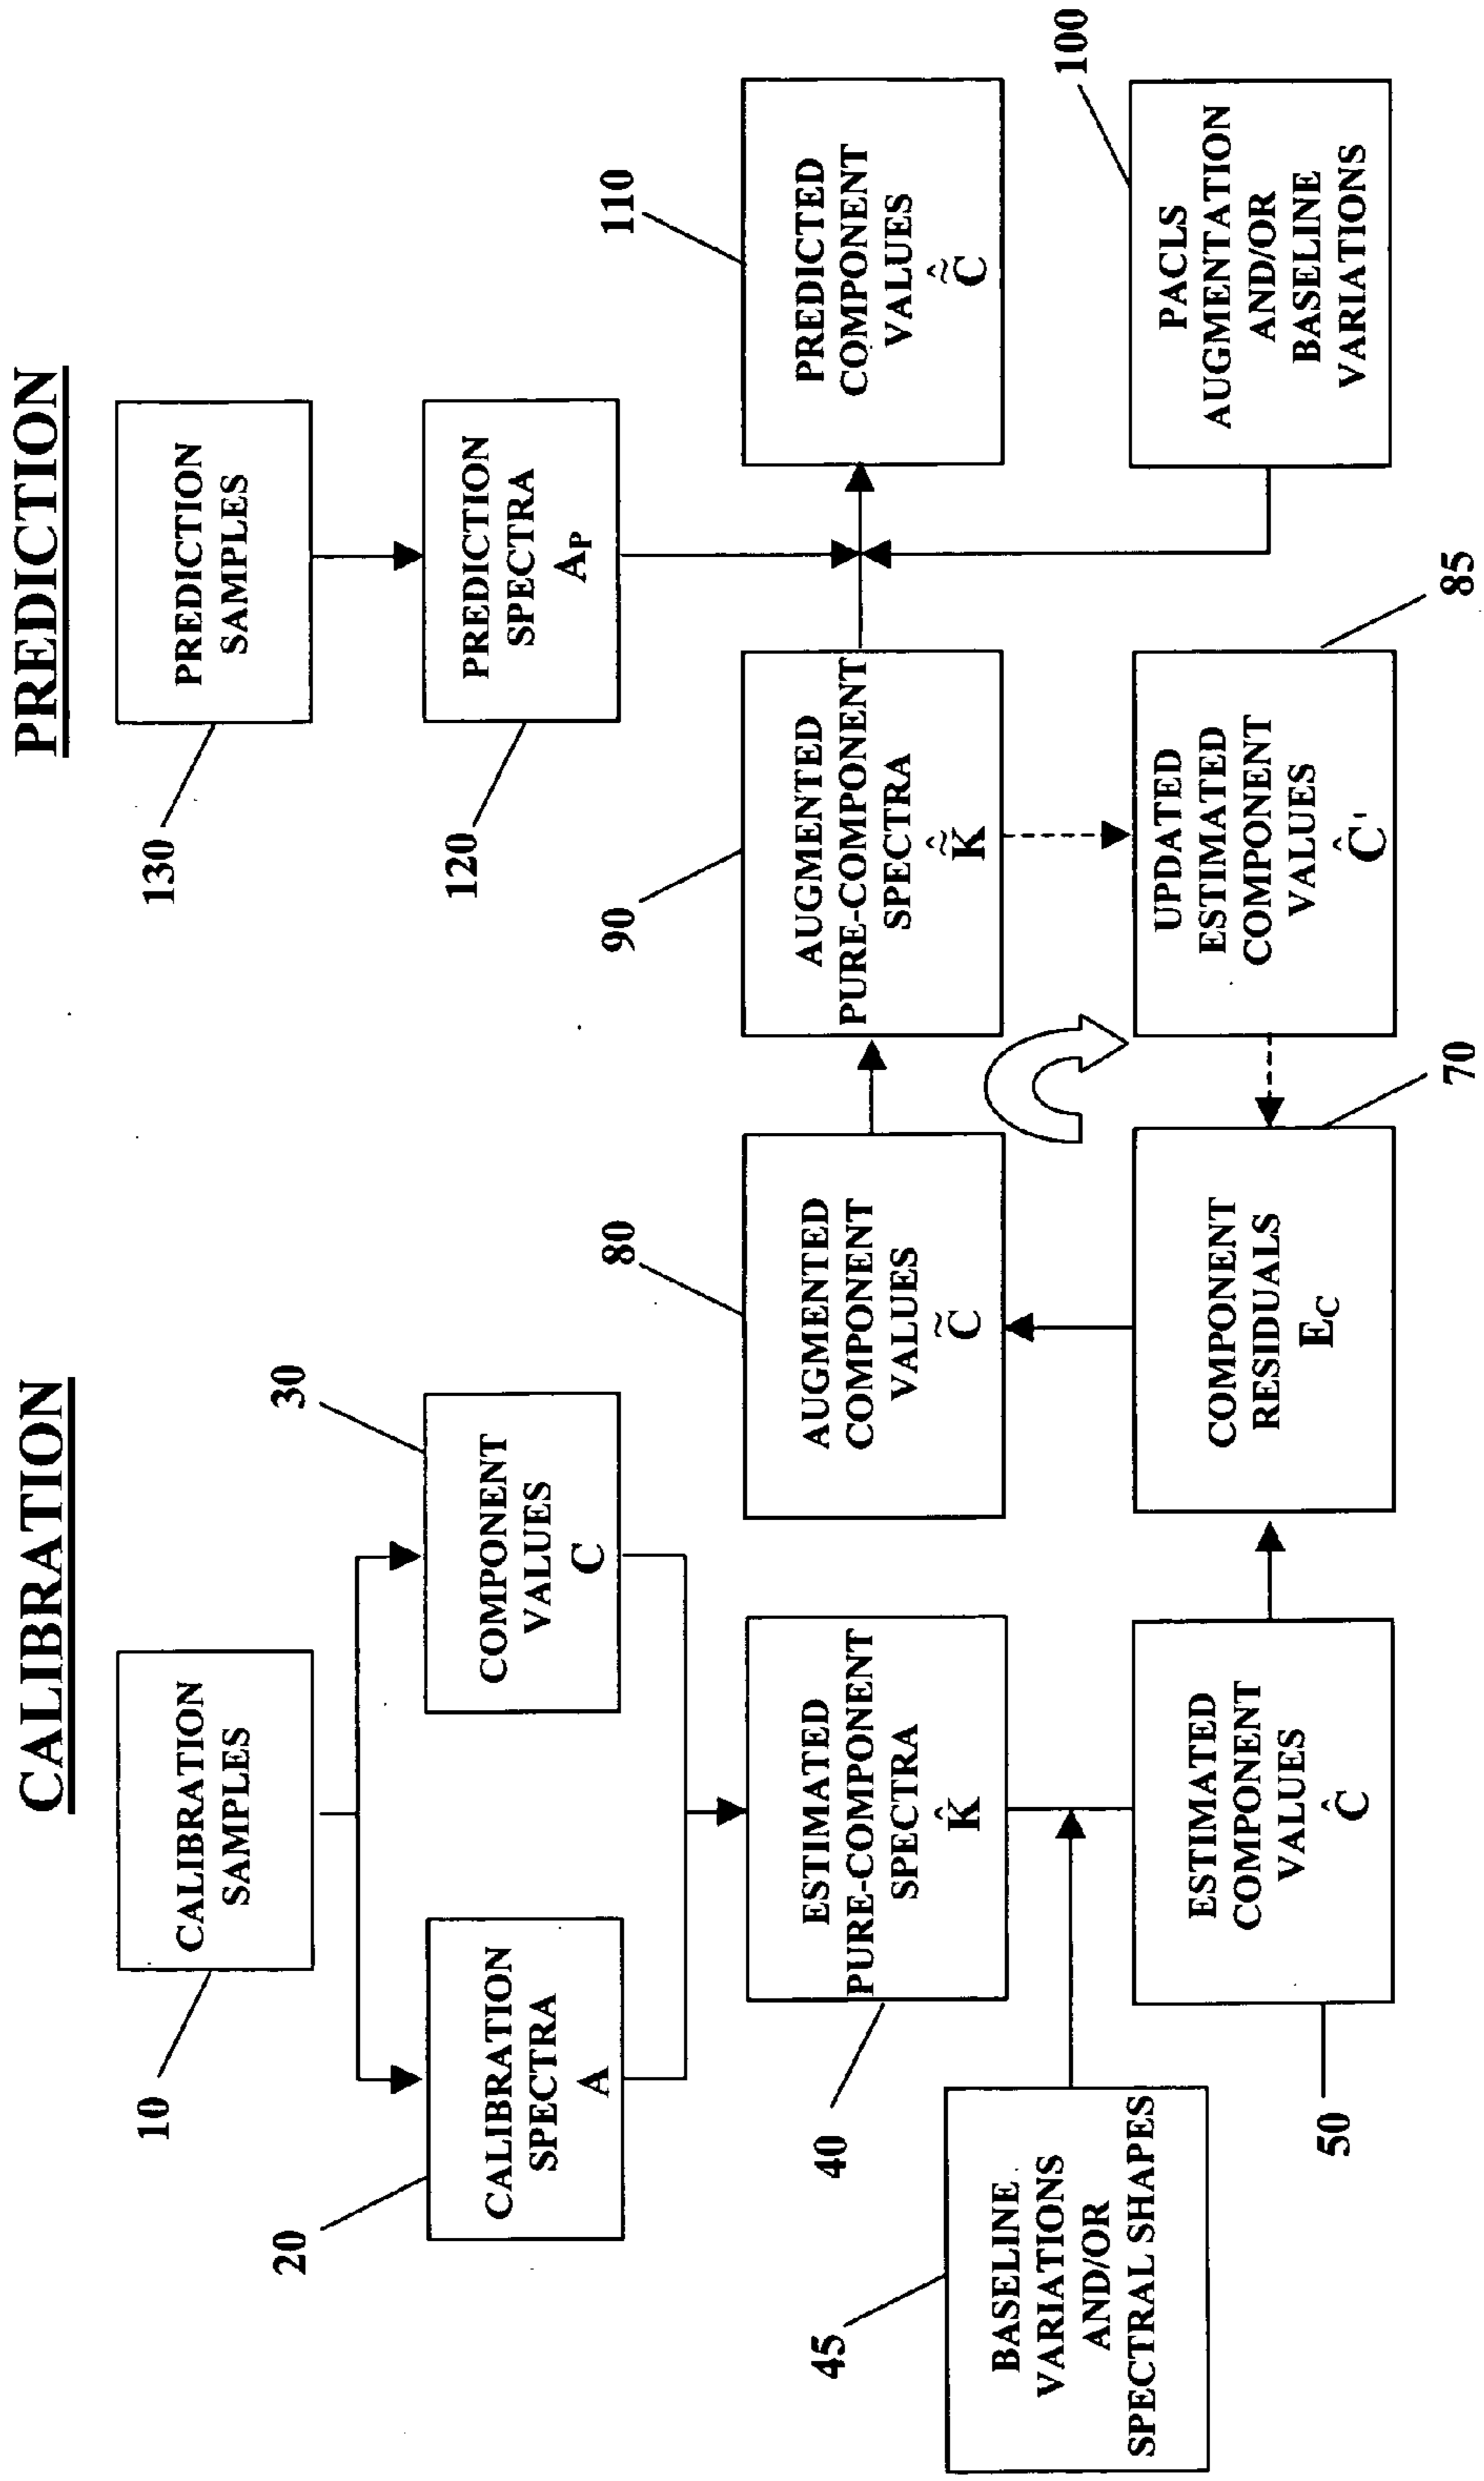 CALIBRATION
10
CALIBRATION
SAMPLES
20
CALIBRATION
SPECTRA
A
30
COMPONENT
VALUES
C
40
ESTIMATED
PURE-COMPONENT
SPECTRA
K̂
45
BASELINE
VARIATIONS
AND/OR
SPECTRAL SHAPES
50
ESTIMATED
COMPONENT
VALUES
Ĉ
70
COMPONENT
RESIDUALS
E_C
80
AUGMENTED
COMPONENT
VALUES
C̃
90
AUGMENTED
PURE-COMPONENT
SPECTRA
K̃̂
85
UPDATED
ESTIMATED
COMPONENT
VALUES
Ĉ'
PREDICTION
130
PREDICTION
SAMPLES
120
PREDICTION
SPECTRA
A_P
110
PREDICTED
COMPONENT
VALUES
C̃̂
100
PACLS
AUGMENTATION
AND/OR
BASELINE
VARIATIONS